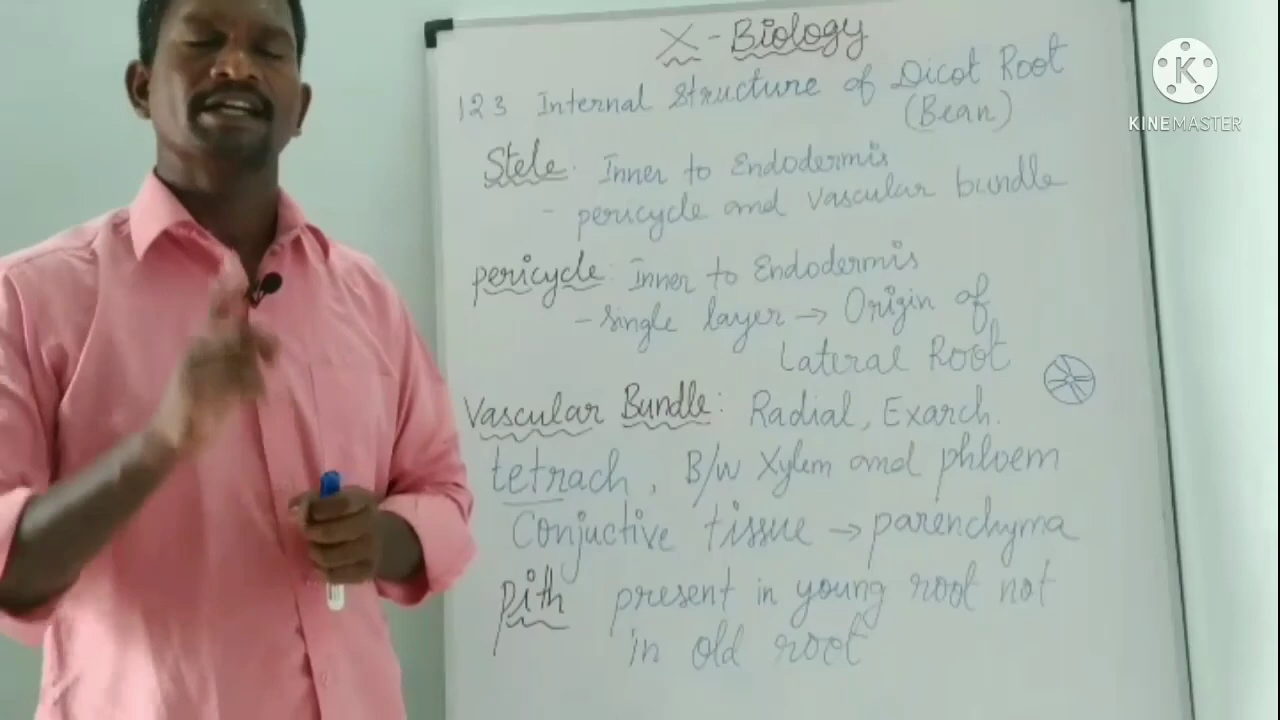 X - Biology
123 Internal Structure of Dicot Root
(Bean)
Stele: Inner to Endodermis
- pericycle and Vascular bundle
pericycle: Inner to Endodermis
- Single layer → Origin of
Lateral Root
Vascular Bundle: Radial, Exarch.
tetrach, B/w Xylem and phloem
Conjuctive tissue → parenchyma
Pith present in young root not
in old root
K
KINEMASTER